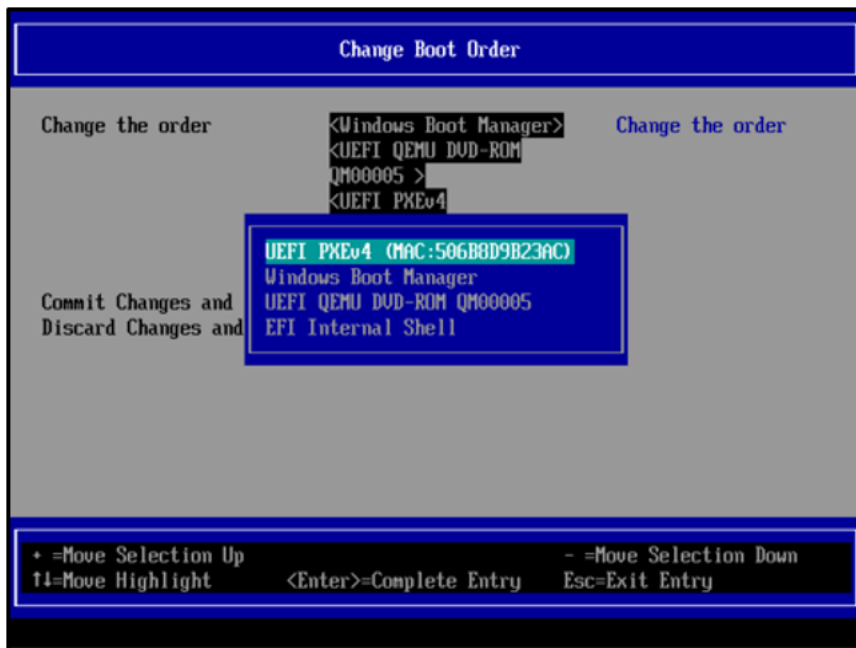 Change Boot Order
Change the order <Windows Boot Manager> Change the order
<UEFI QEMU DVD-ROM
QM00005 >
<UEFI PXEv4
UEFI PXEv4 (MAC:506B8D9B23AC)
Windows Boot Manager
Commit Changes and UEFI QEMU DVD-ROM QM00005
Discard Changes and EFI Internal Shell
+ =Move Selection Up - =Move Selection Down
↑↓=Move Highlight <Enter>=Complete Entry Esc=Exit Entry